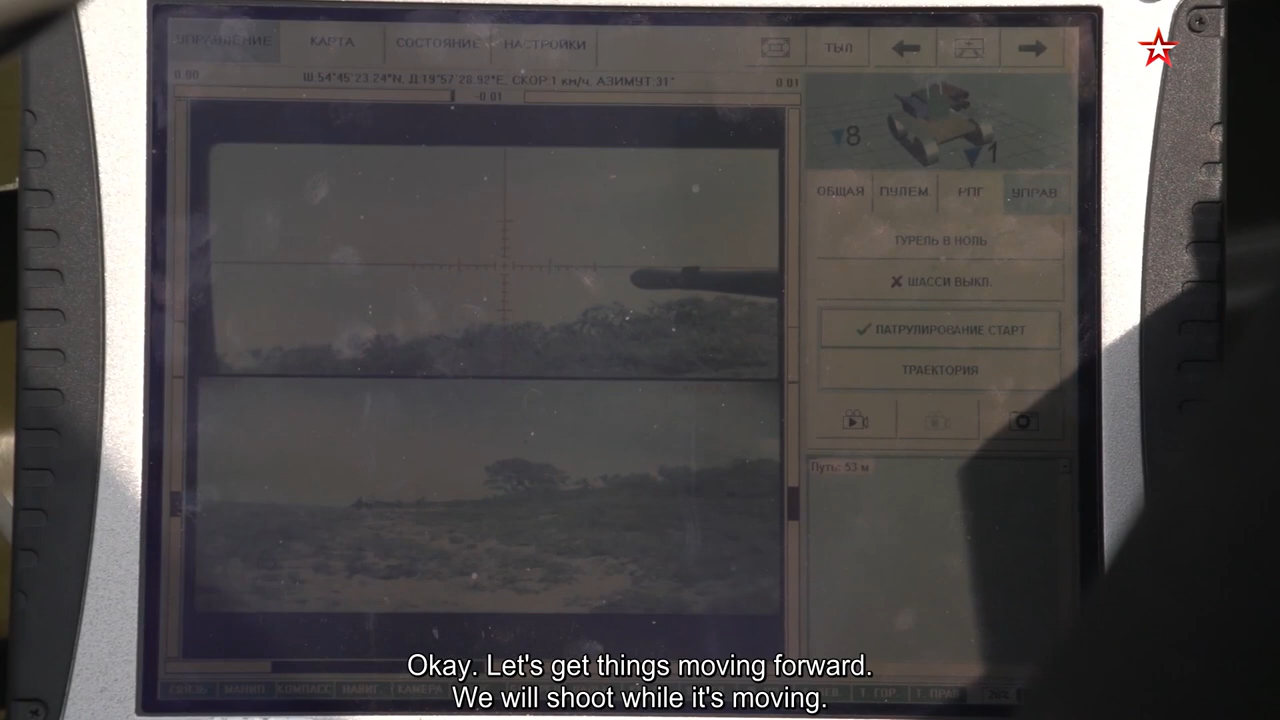 УПРАВЛЕНИЕ КАРТА СОСТОЯНИЕ НАСТРОЙКИ ТЫЛ
0.00 Ш:54°45'23.24"N, Д:19°57'28.92"E, СКОР:1 км/ч, АЗИМУТ:31° 0.01
-0.01
8
1
ОБЩАЯ ПУЛЕМ РПГ УПРАВ
ТУРЕЛЬ В НОЛЬ
ШАССИ ВЫКЛ.
ПАТРУЛИРОВАНИЕ СТАРТ
ТРАЕКТОРИЯ
Путь: 53 м
Okay. Let's get things moving forward.
We will shoot while it's moving.
СВЯЗЬ МАНИП КОМПАСС НАВИГ. КАМЕРА Т. ГОР. Т. ПРАВ